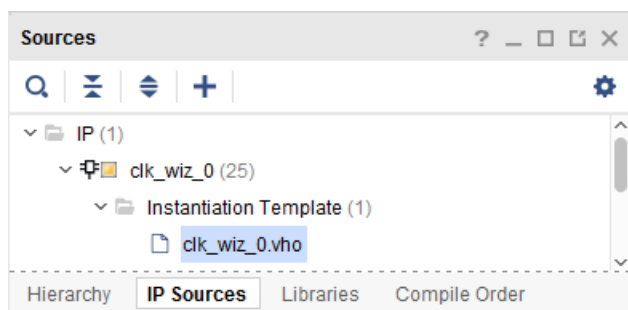 Sources
IP (1)
clk_wiz_0 (25)
Instantiation Template (1)
clk_wiz_0.vho
Hierarchy IP Sources Libraries Compile Order